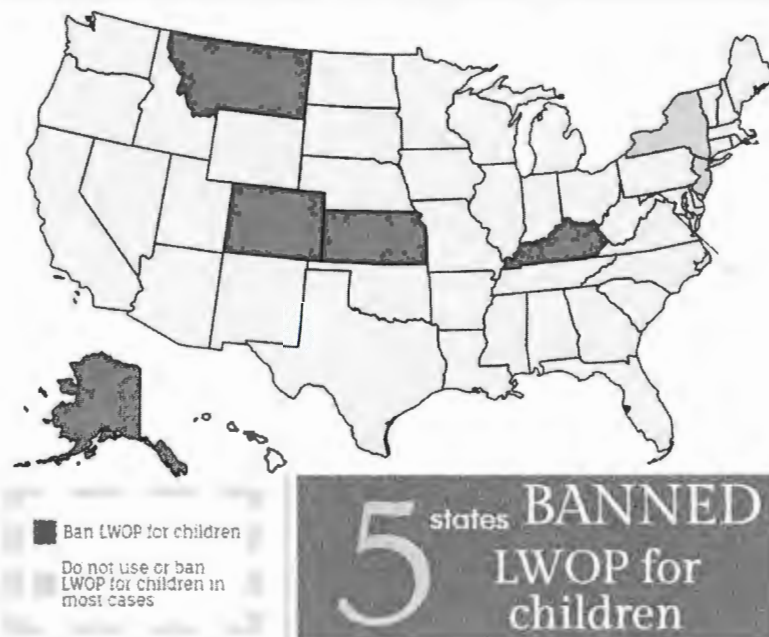 Ban LWOP for children
Do not use or ban
LWOP for children in
most cases
5 states BANNED
LWOP for
children